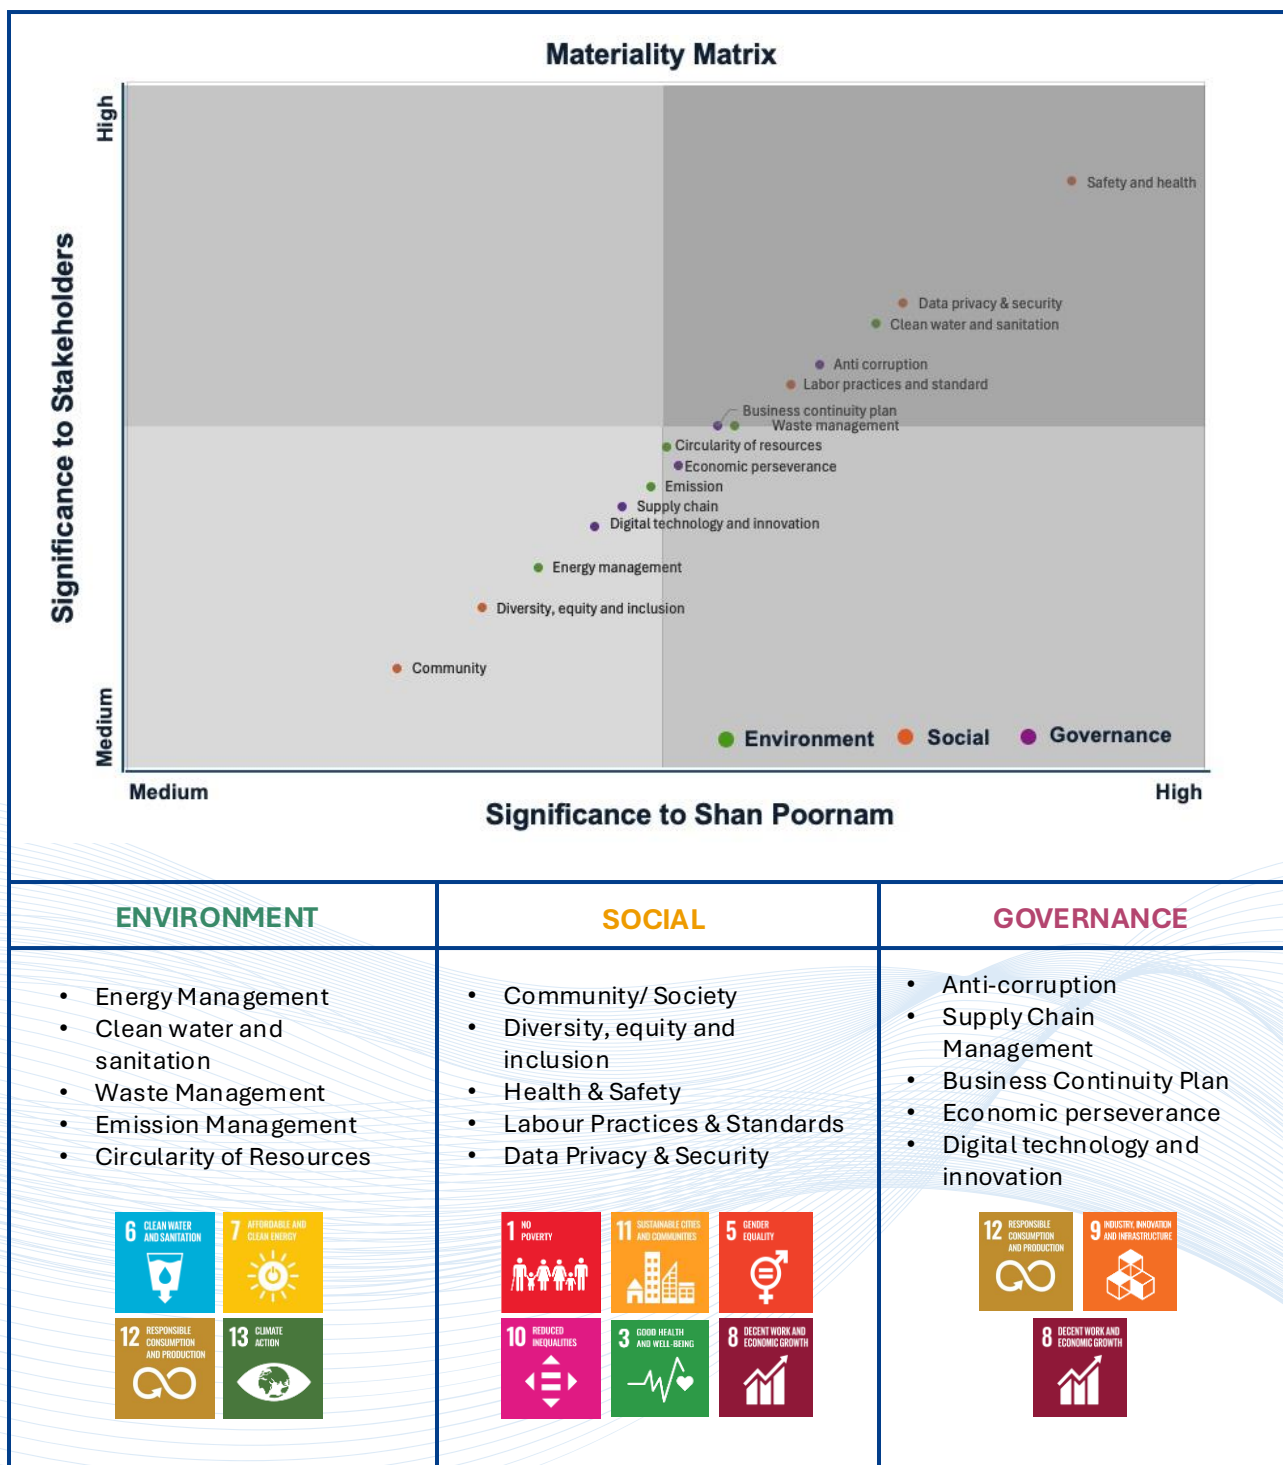 Materiality Matrix
High
Significance to Stakeholders
Medium
Safety and health
Data privacy & security
Clean water and sanitation
Anti corruption
Labor practices and standard
Business continuity plan
Waste management
Circularity of resources
Economic perseverance
Emission
Supply chain
Digital technology and innovation
Energy management
Diversity, equity and inclusion
Community
Environment
Social
Governance
Medium
High
Significance to Shan Poornam
ENVIRONMENT
• Energy Management
• Clean water and
sanitation
• Waste Management
• Emission Management
• Circularity of Resources
6 CLEAN WATER
AND SANITATION
7 AFFORDABLE AND
CLEAN ENERGY
12 RESPONSIBLE
CONSUMPTION
AND PRODUCTION
13 CLIMATE
ACTION
SOCIAL
• Community/ Society
• Diversity, equity and
inclusion
• Health & Safety
• Labour Practices & Standards
• Data Privacy & Security
1 NO
POVERTY
11 SUSTAINABLE CITIES
AND COMMUNITIES
5 GENDER
EQUALITY
10 REDUCED
INEQUALITIES
3 GOOD HEALTH
AND WELL-BEING
8 DECENT WORK AND
ECONOMIC GROWTH
GOVERNANCE
• Anti-corruption
• Supply Chain
Management
• Business Continuity Plan
• Economic perseverance
• Digital technology and
innovation
12 RESPONSIBLE
CONSUMPTION
AND PRODUCTION
9 INDUSTRY, INNOVATION
AND INFRASTRUCTURE
8 DECENT WORK AND
ECONOMIC GROWTH